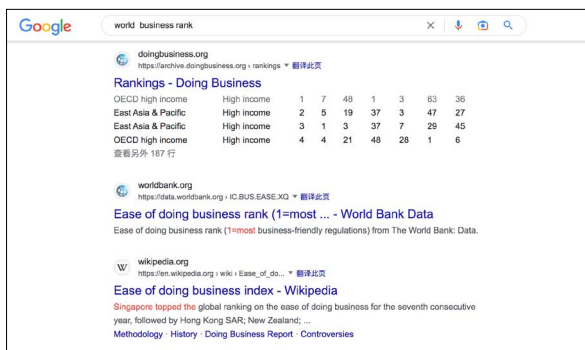 Google
world business rank
doingbusiness.org
https://archive.doingbusiness.org › rankings ▼ 翻译此页
Rankings - Doing Business
OECD high income High income 1 7 48 1 3 63 36
East Asia & Pacific High income 2 5 19 37 3 47 27
East Asia & Pacific High income 3 1 3 37 7 29 45
OECD high income High income 4 4 21 48 28 1 6
查看另外 187 行
worldbank.org
https://data.worldbank.org › IC.BUS.EASE.XQ ▼ 翻译此页
Ease of doing business rank (1=most ... - World Bank Data
Ease of doing business rank (1=most business-friendly regulations) from The World Bank: Data.
W wikipedia.org
https://en.wikipedia.org › wiki › Ease_of_do... ▼ 翻译此页
Ease of doing business index - Wikipedia
Singapore topped the global ranking on the ease of doing business for the seventh consecutive
year, followed by Hong Kong SAR; New Zealand; ...
Methodology · History · Doing Business Report · Controversies